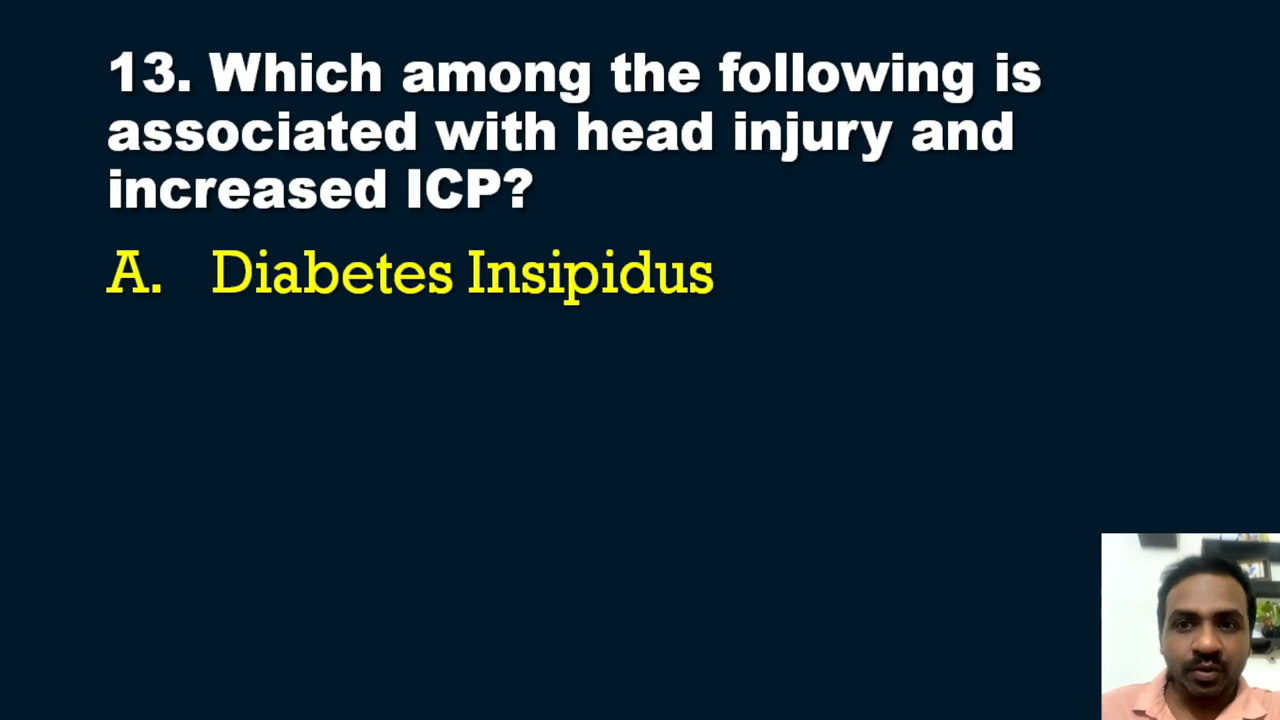 13. Which among the following is
associated with head injury and
increased ICP?
A. Diabetes Insipidus